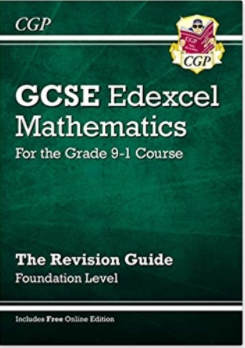 CGP
CGP
GCSE Edexcel
Mathematics
For the Grade 9-1 Course
The Revision Guide
Foundation Level
Includes Free Online Edition